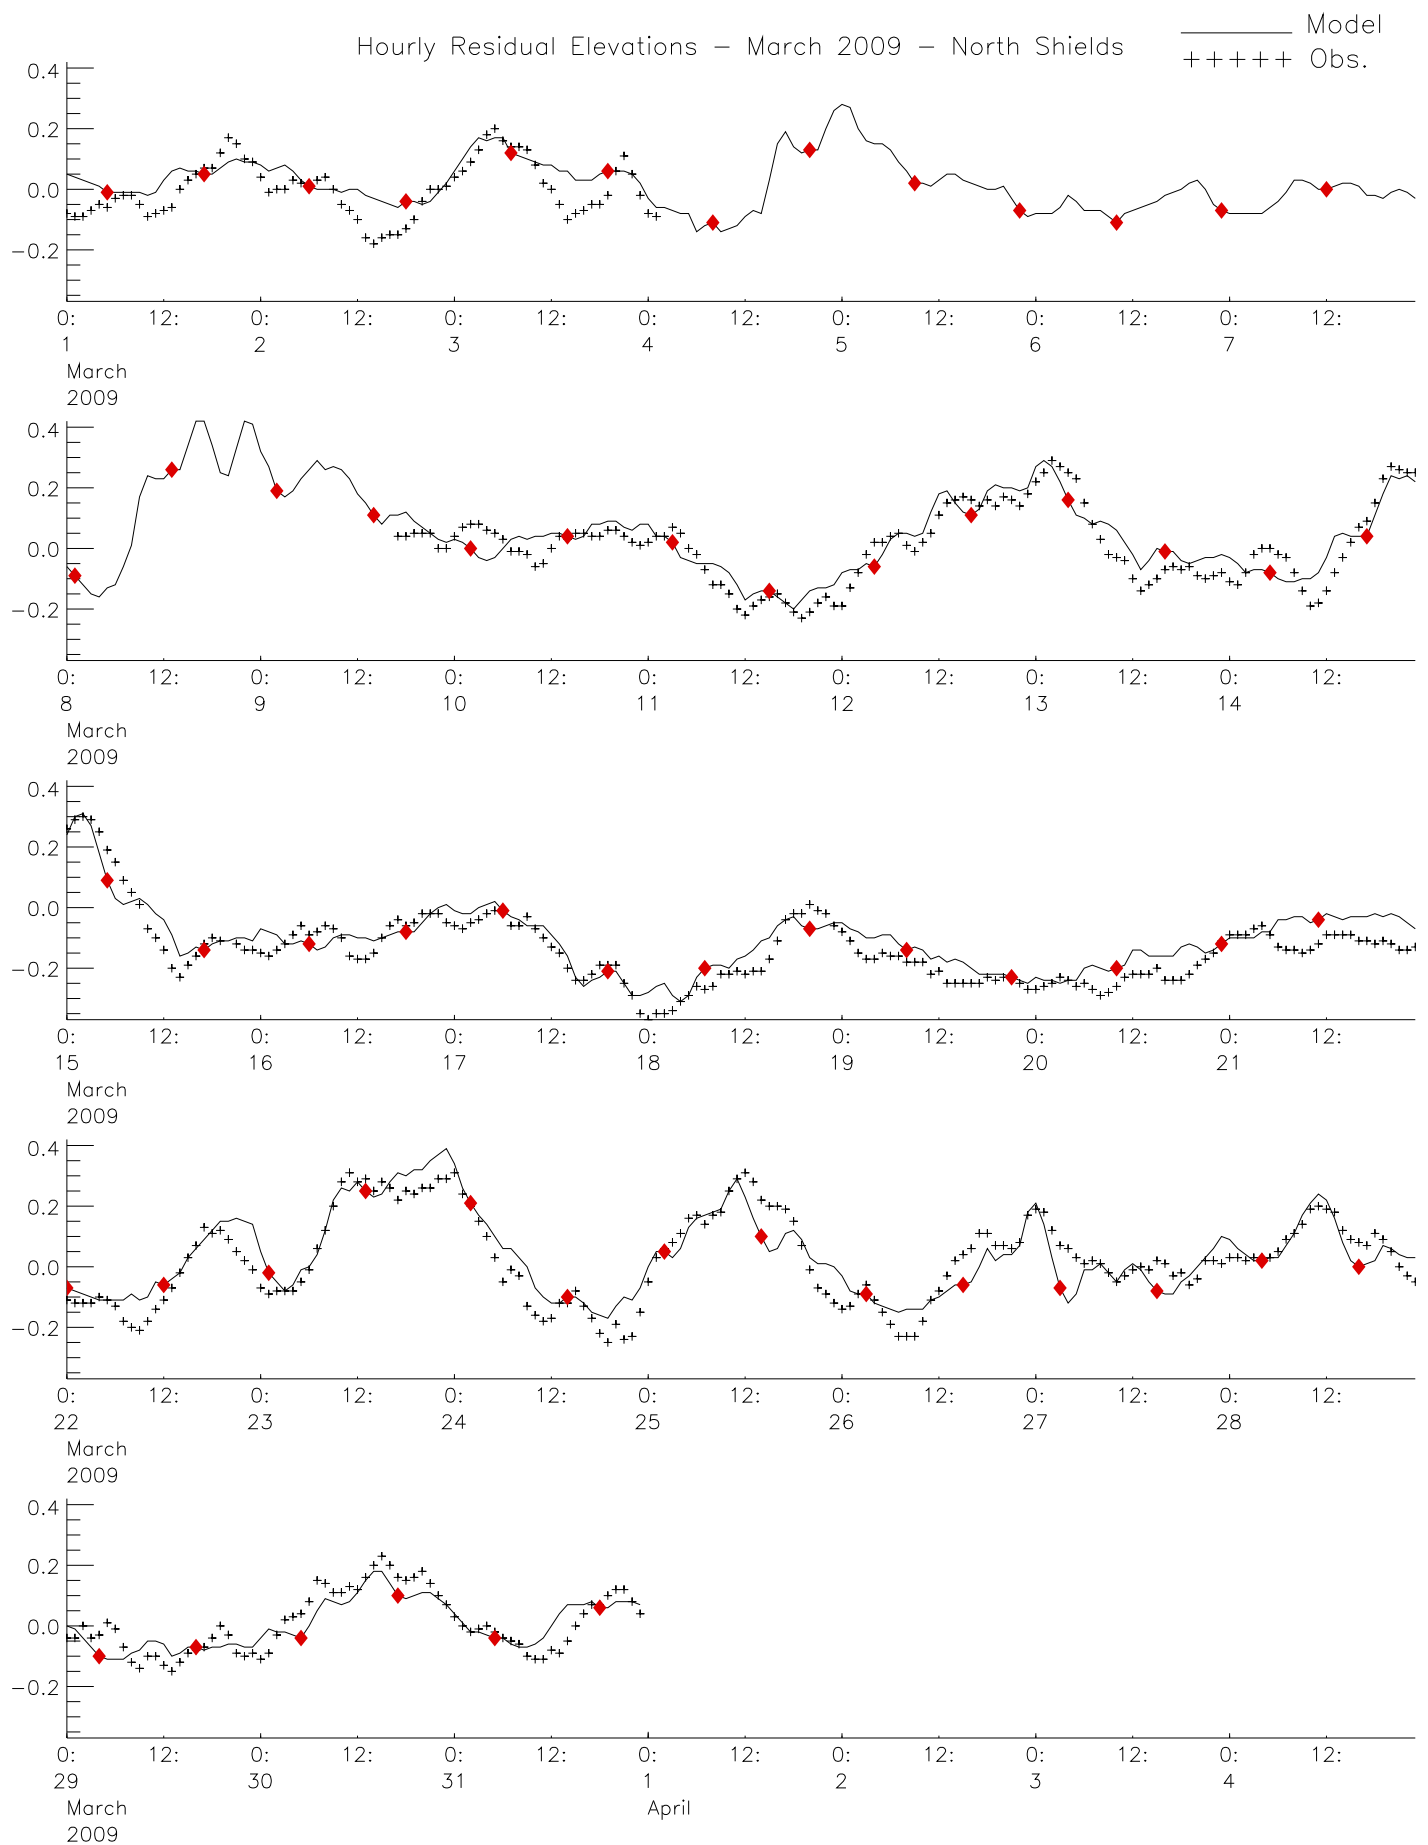 Model
Hourly Residual Elevations – March 2009 – North Shields
+++++ Obs.
0.4
0.2
0.0
−0.2
0: 12: 0: 12: 0: 12: 0: 12: 0: 12: 0: 12: 0: 12:
1 2 3 4 5 6 7
March
2009
0.4
0.2
0.0
−0.2
0: 12: 0: 12: 0: 12: 0: 12: 0: 12: 0: 12: 0: 12:
8 9 10 11 12 13 14
March
2009
0.4
0.2
0.0
−0.2
0: 12: 0: 12: 0: 12: 0: 12: 0: 12: 0: 12: 0: 12:
15 16 17 18 19 20 21
March
2009
0.4
0.2
0.0
−0.2
0: 12: 0: 12: 0: 12: 0: 12: 0: 12: 0: 12: 0: 12:
22 23 24 25 26 27 28
March
2009
0.4
0.2
0.0
−0.2
0: 12: 0: 12: 0: 12: 0: 12: 0: 12: 0: 12: 0: 12:
29 30 31 1 2 3 4
March April
2009